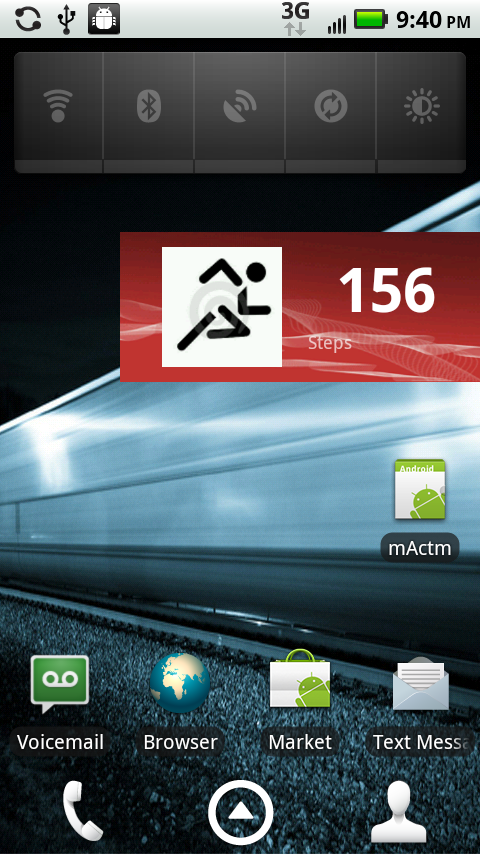 3G 9:40 PM
156
Steps
Android
mActm
Voicemail Browser Market Text Messa